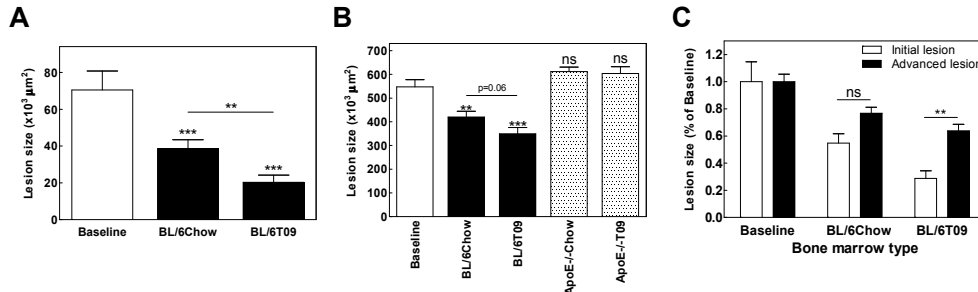 A
Lesion size (x10³ µm²)
80
60
40
20
0
***
**
***
Baseline
BL/6Chow
BL/6T09
B
Lesion size (x10³ µm²)
700
600
500
400
300
200
100
0
p=0.06
**
***
ns
ns
Baseline
BL/6Chow
BL/6T09
ApoE-/-Chow
ApoE-/-T09
C
Lesion size (% of Baseline)
1.2
1.0
0.8
0.6
0.4
0.2
0.0
Initial lesion
Advanced lesion
ns
**
Baseline
BL/6Chow
BL/6T09
Bone marrow type